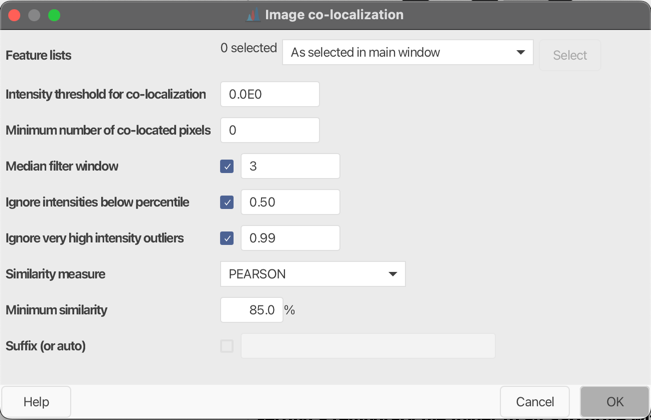 Image co-localization
Feature lists 0 selected As selected in main window Select
Intensity threshold for co-localization 0.0E0
Minimum number of co-located pixels 0
Median filter window 3
Ignore intensities below percentile 0.50
Ignore very high intensity outliers 0.99
Similarity measure PEARSON
Minimum similarity 85.0 %
Suffix (or auto)
Help Cancel OK